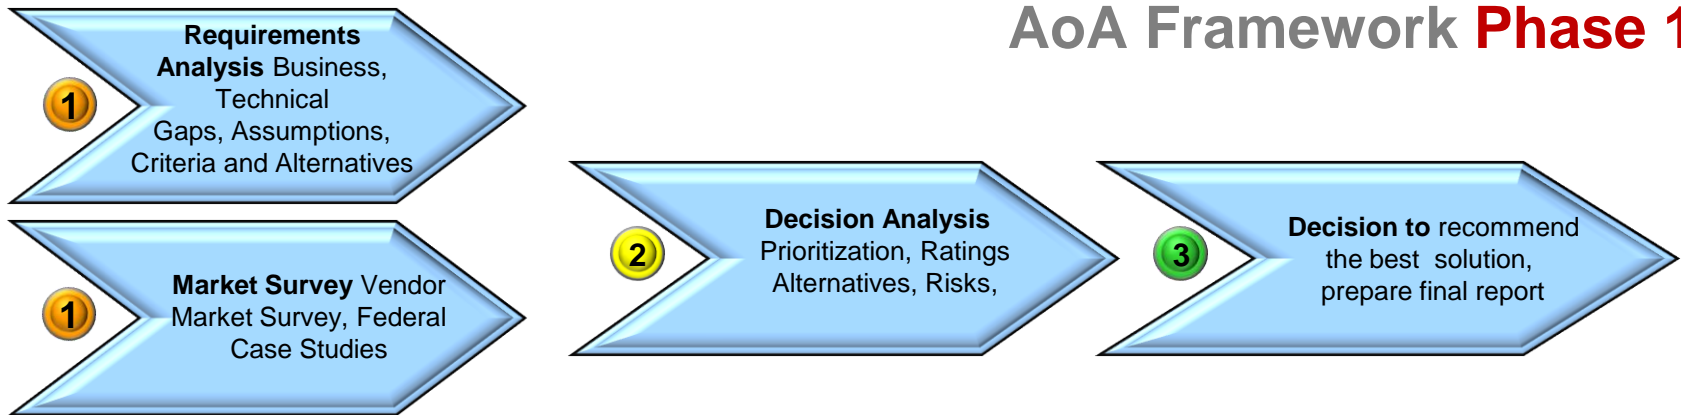 AoA Framework Phase 1
1
Requirements
Analysis Business,
Technical
Gaps, Assumptions,
Criteria and Alternatives
1
Market Survey Vendor
Market Survey, Federal
Case Studies
2
Decision Analysis
Prioritization, Ratings
Alternatives, Risks,
3
Decision to recommend
the best solution,
prepare final report